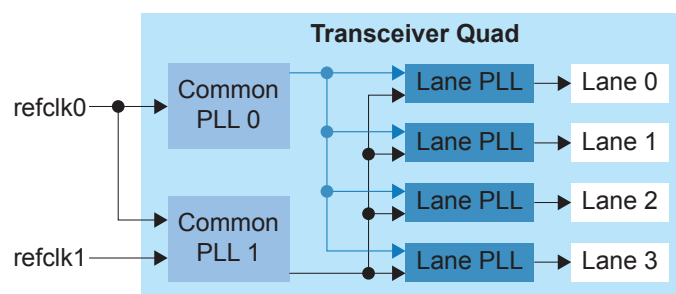 Transceiver Quad
refclk0
Common
PLL 0
Lane PLL
Lane 0
Lane PLL
Lane 1
refclk1
Common
PLL 1
Lane PLL
Lane 2
Lane PLL
Lane 3